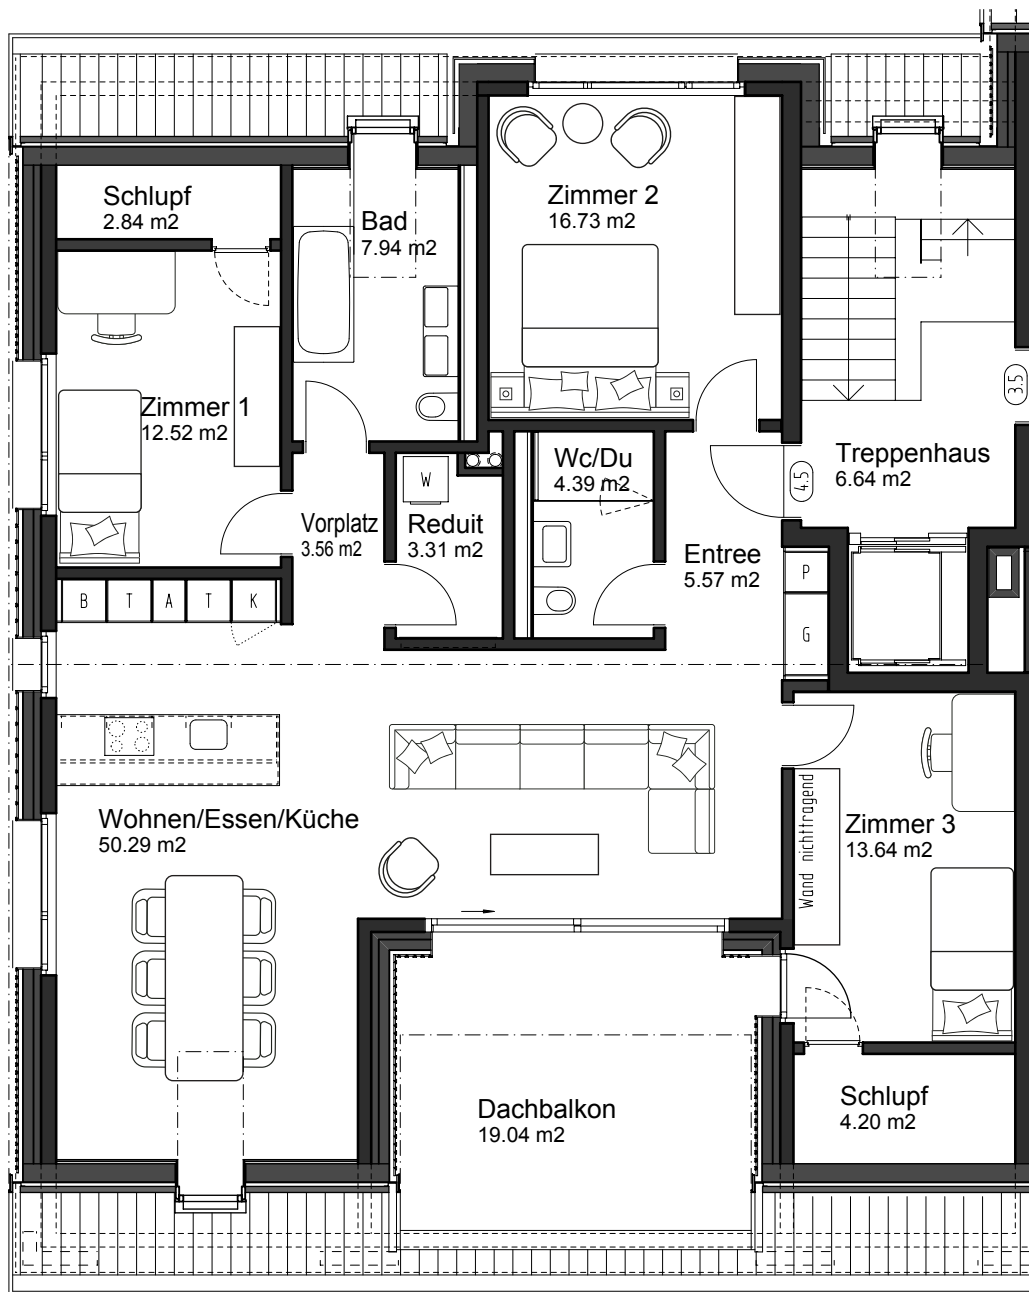 Schlupf
2.84 m2
Bad
7.94 m2
Zimmer 2
16.73 m2
Zimmer 1
12.52 m2
3.5
Treppenhaus
6.64 m2
4.5
Wc/Du
4.39 m2
W
Vorplatz
3.56 m2
Reduit
3.31 m2
Entree
5.57 m2
P
G
B T A T K
Wohnen/Essen/Küche
50.29 m2
Wand nichttragend
Zimmer 3
13.64 m2
Dachbalkon
19.04 m2
Schlupf
4.20 m2